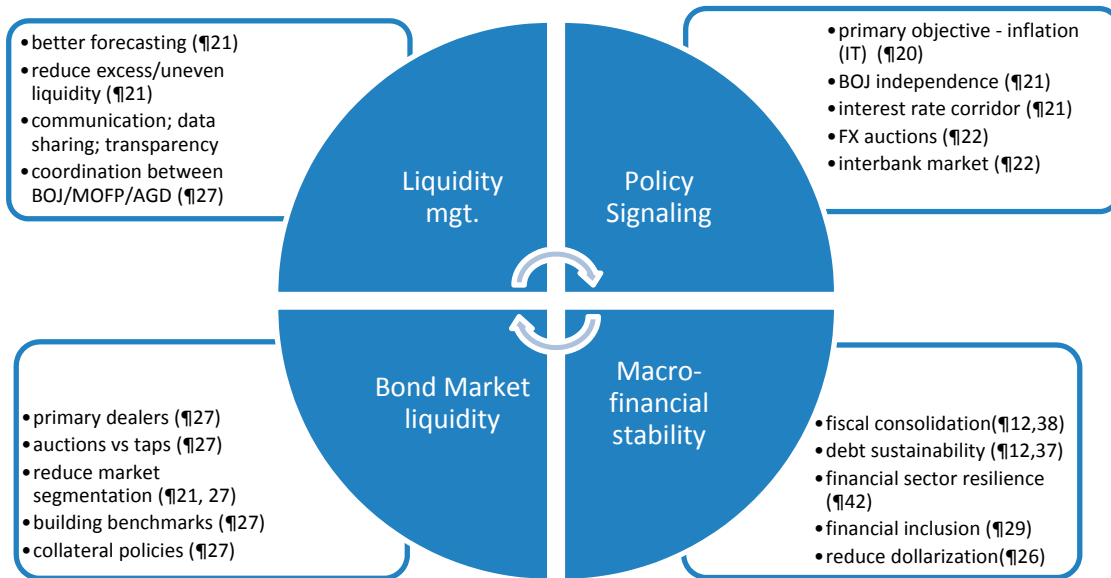 •better forecasting (¶21)
•reduce excess/uneven
liquidity (¶21)
•communication; data
sharing; transparency
•coordination between
BOJ/MOFP/AGD (¶27)
•primary objective - inflation
(IT) (¶20)
•BOJ independence (¶21)
•interest rate corridor (¶21)
•FX auctions (¶22)
•interbank market (¶22)
Liquidity
mgt.
Policy
Signaling
Bond Market
liquidity
Macro-
financial
stability
•primary dealers (¶27)
•auctions vs taps (¶27)
•reduce market
segmentation (¶21, 27)
•building benchmarks (¶27)
•collateral policies (¶27)
•fiscal consolidation(¶12,38)
•debt sustainability (¶12,37)
•financial sector resilience
(¶42)
•financial inclusion (¶29)
•reduce dollarization(¶26)